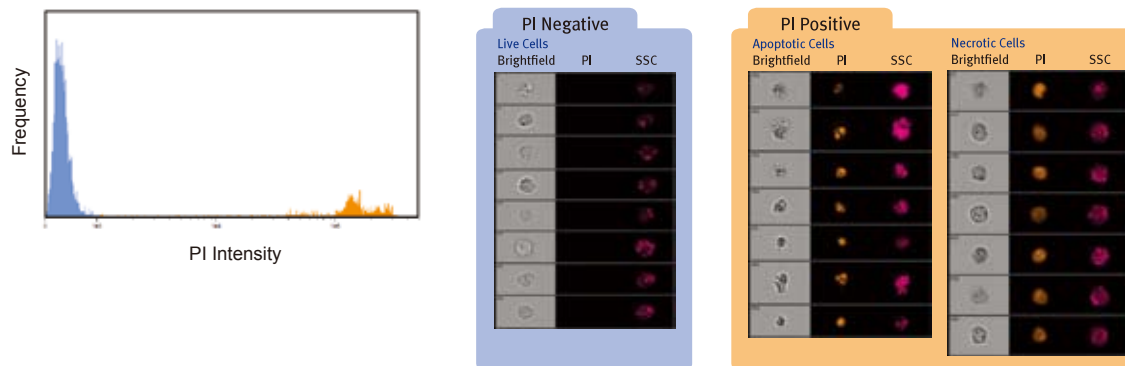 Frequency
PI Intensity
PI Negative
Live Cells
Brightfield PI SSC
PI Positive
Apoptotic Cells
Brightfield PI SSC
Necrotic Cells
Brightfield PI SSC